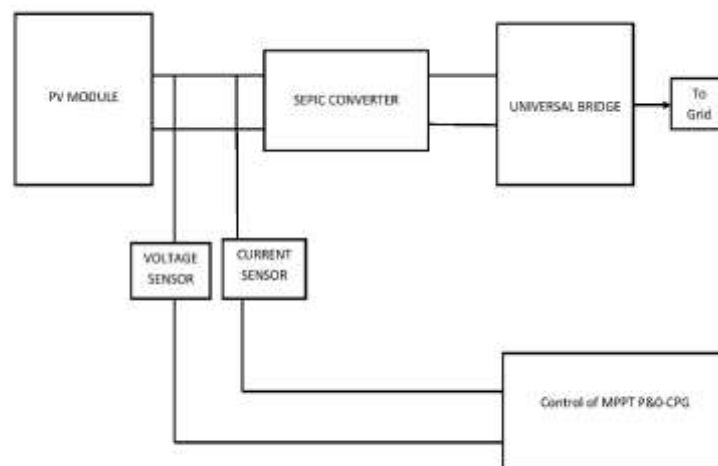 PV MODULE
SEPIC CONVERTER
UNIVERSAL BRIDGE
To
Grid
VOLTAGE
SENSOR
CURRENT
SENSOR
Control of MPPT P&O-CPG